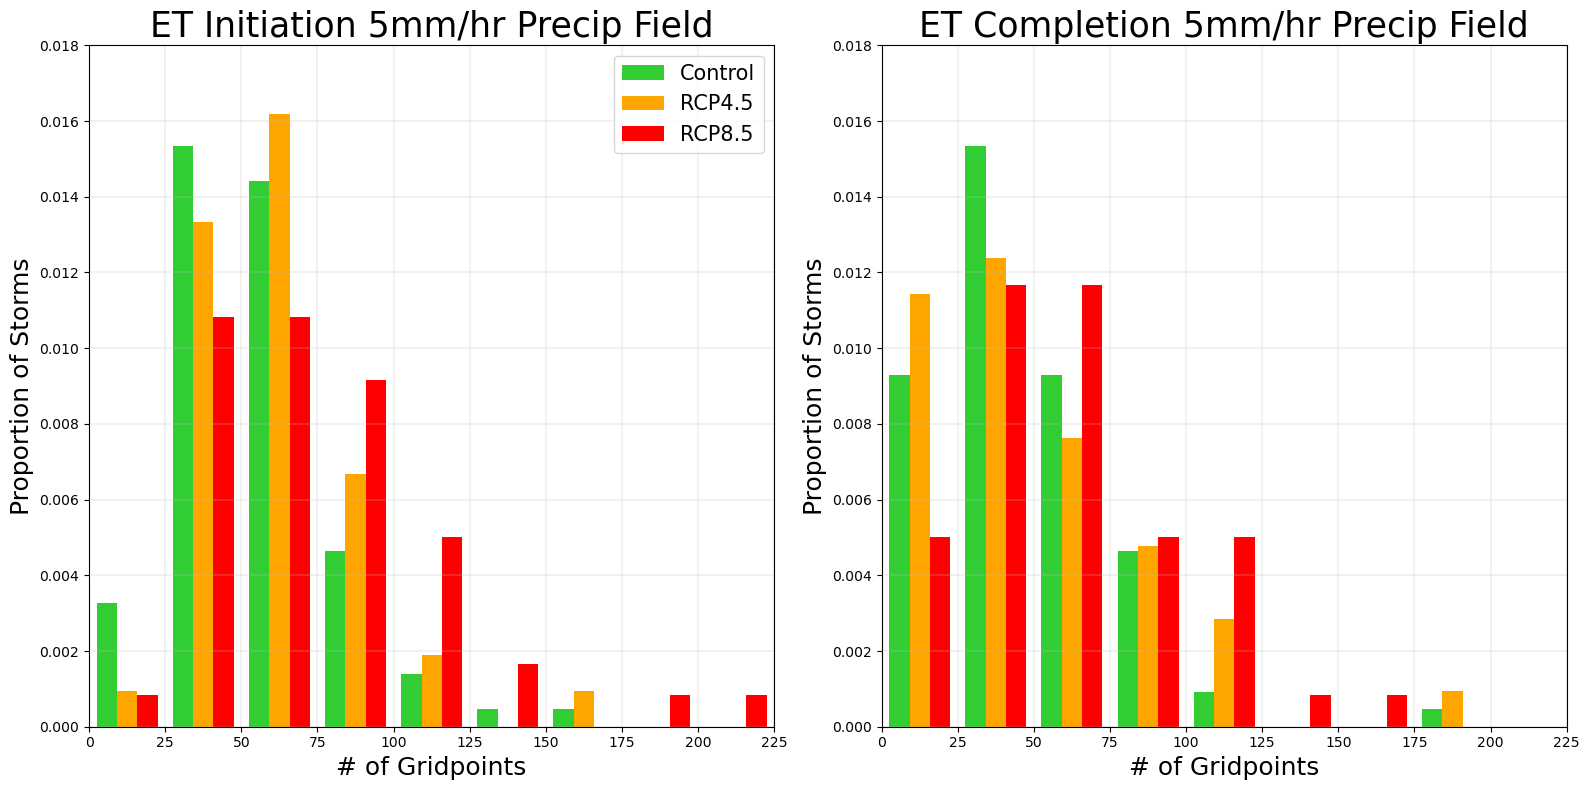 ET Initiation 5mm/hr Precip Field
Proportion of Storms
0.018
0.016
0.014
0.012
0.010
0.008
0.006
0.004
0.002
0.000
0 25 50 75 100 125 150 175 200 225
# of Gridpoints
Control
RCP4.5
RCP8.5
ET Completion 5mm/hr Precip Field
Proportion of Storms
0.018
0.016
0.014
0.012
0.010
0.008
0.006
0.004
0.002
0.000
0 25 50 75 100 125 150 175 200 225
# of Gridpoints